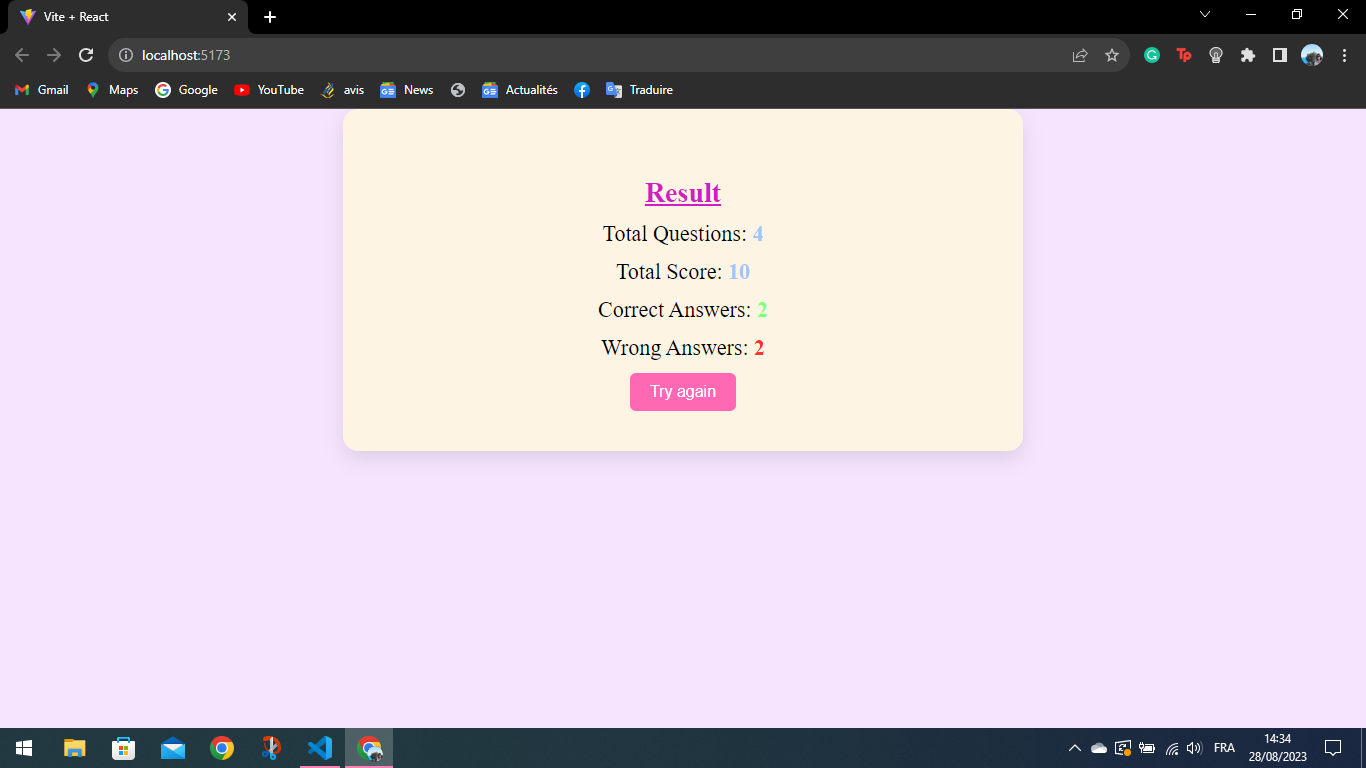 Vite + React
localhost:5173
Gmail Maps Google YouTube avis News Actualités Traduire
Result
Total Questions: 4
Total Score: 10
Correct Answers: 2
Wrong Answers: 2
Try again
FRA 14:34
28/08/2023